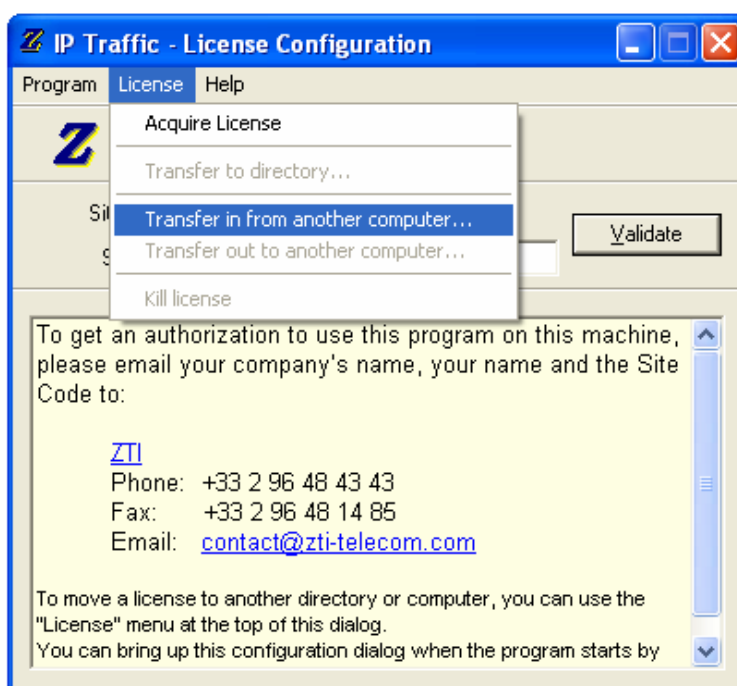 IP Traffic - License Configuration
Program License Help
Z
Acquire License
Transfer to directory...
Transfer in from another computer...
Transfer out to another computer...
Kill license
Validate
To get an authorization to use this program on this machine,
please email your company's name, your name and the Site
Code to:
ZTI
Phone: +33 2 96 48 43 43
Fax: +33 2 96 48 14 85
Email: contact@zti-telecom.com
To move a license to another directory or computer, you can use the
"License" menu at the top of this dialog.
You can bring up this configuration dialog when the program starts by